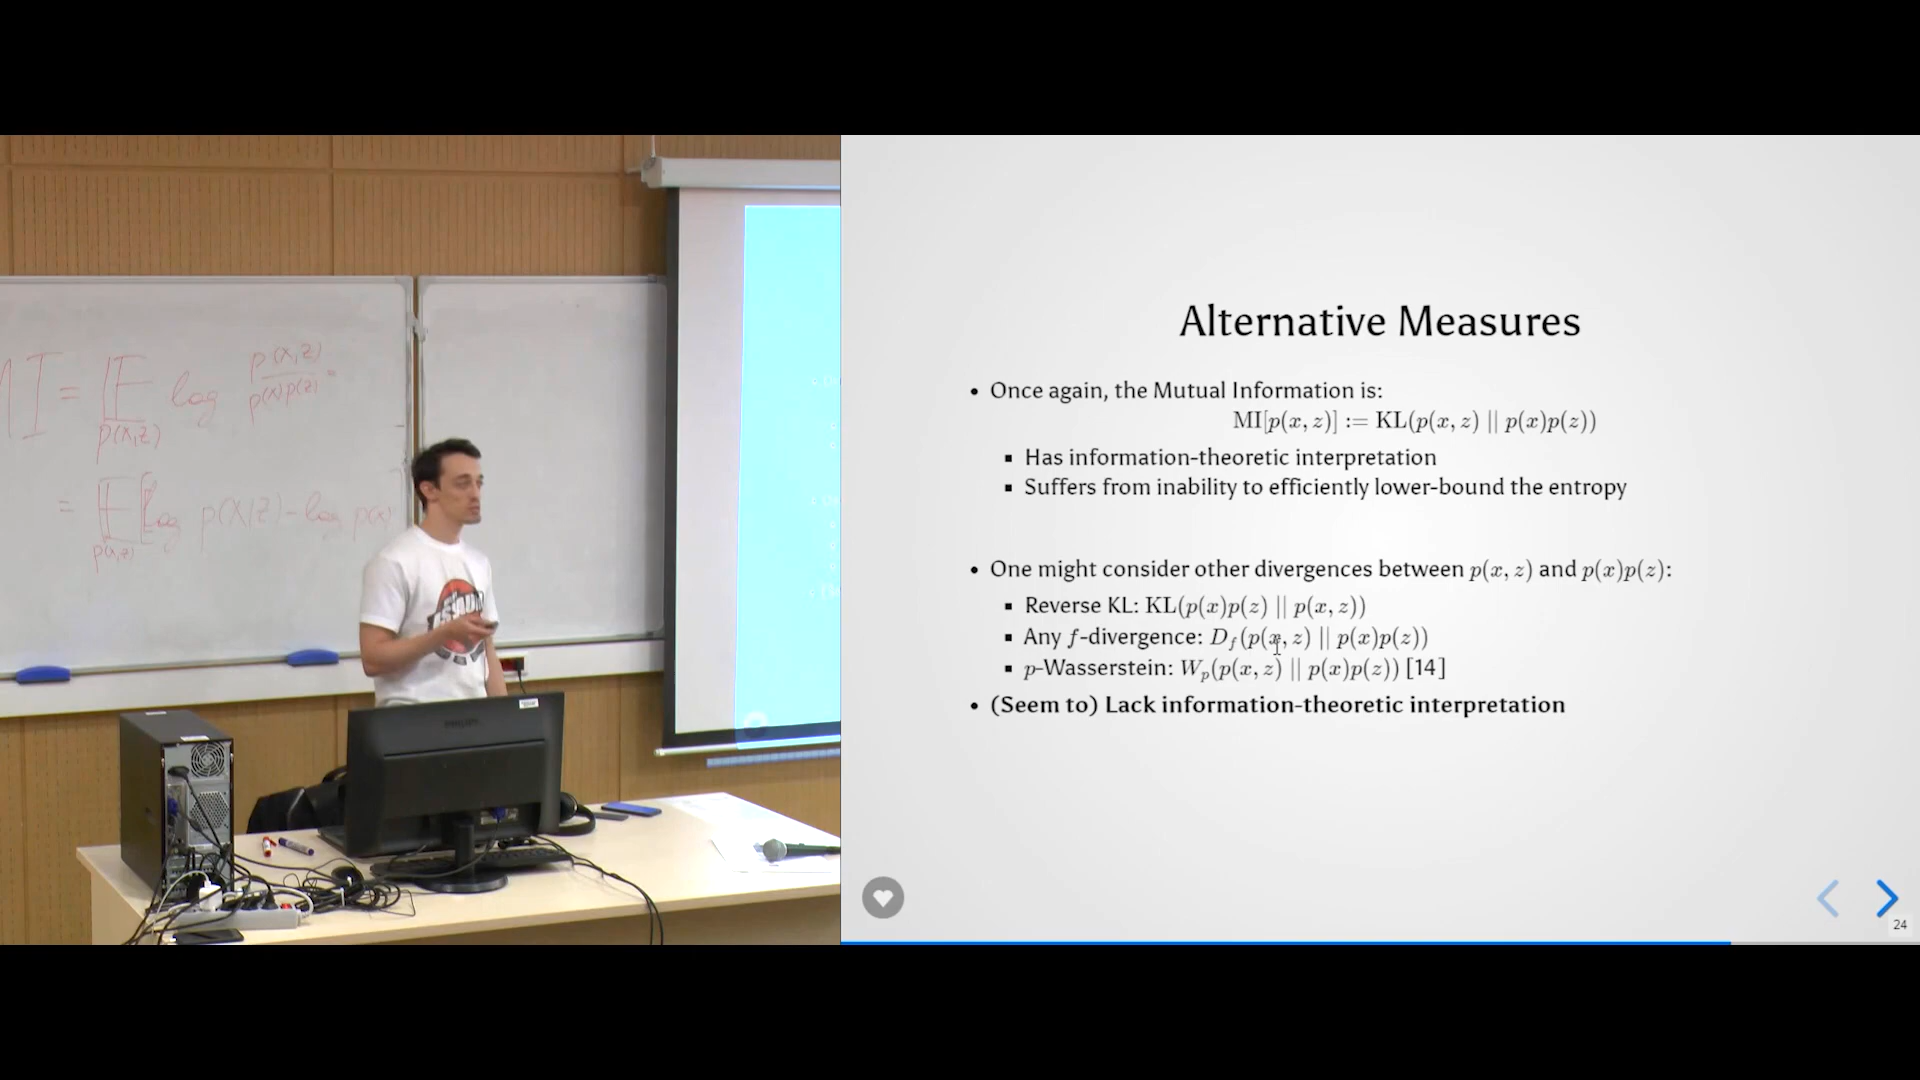 MI = 𝔼 log p(x,z) / p(x)p(z) =
p(x,z)
= 𝔼 [log p(x|z) - log p(x)
p(x,z)
PHILIPS
Alternative Measures
• Once again, the Mutual Information is:
MI[p(x, z)] := KL(p(x, z) || p(x)p(z))
▪ Has information-theoretic interpretation
▪ Suffers from inability to efficiently lower-bound the entropy
• One might consider other divergences between p(x, z) and p(x)p(z):
▪ Reverse KL: KL(p(x)p(z) || p(x, z))
▪ Any f-divergence: D_f(p(x, z) || p(x)p(z))
▪ p-Wasserstein: W_p(p(x, z) || p(x)p(z)) [14]
• (Seem to) Lack information-theoretic interpretation
24